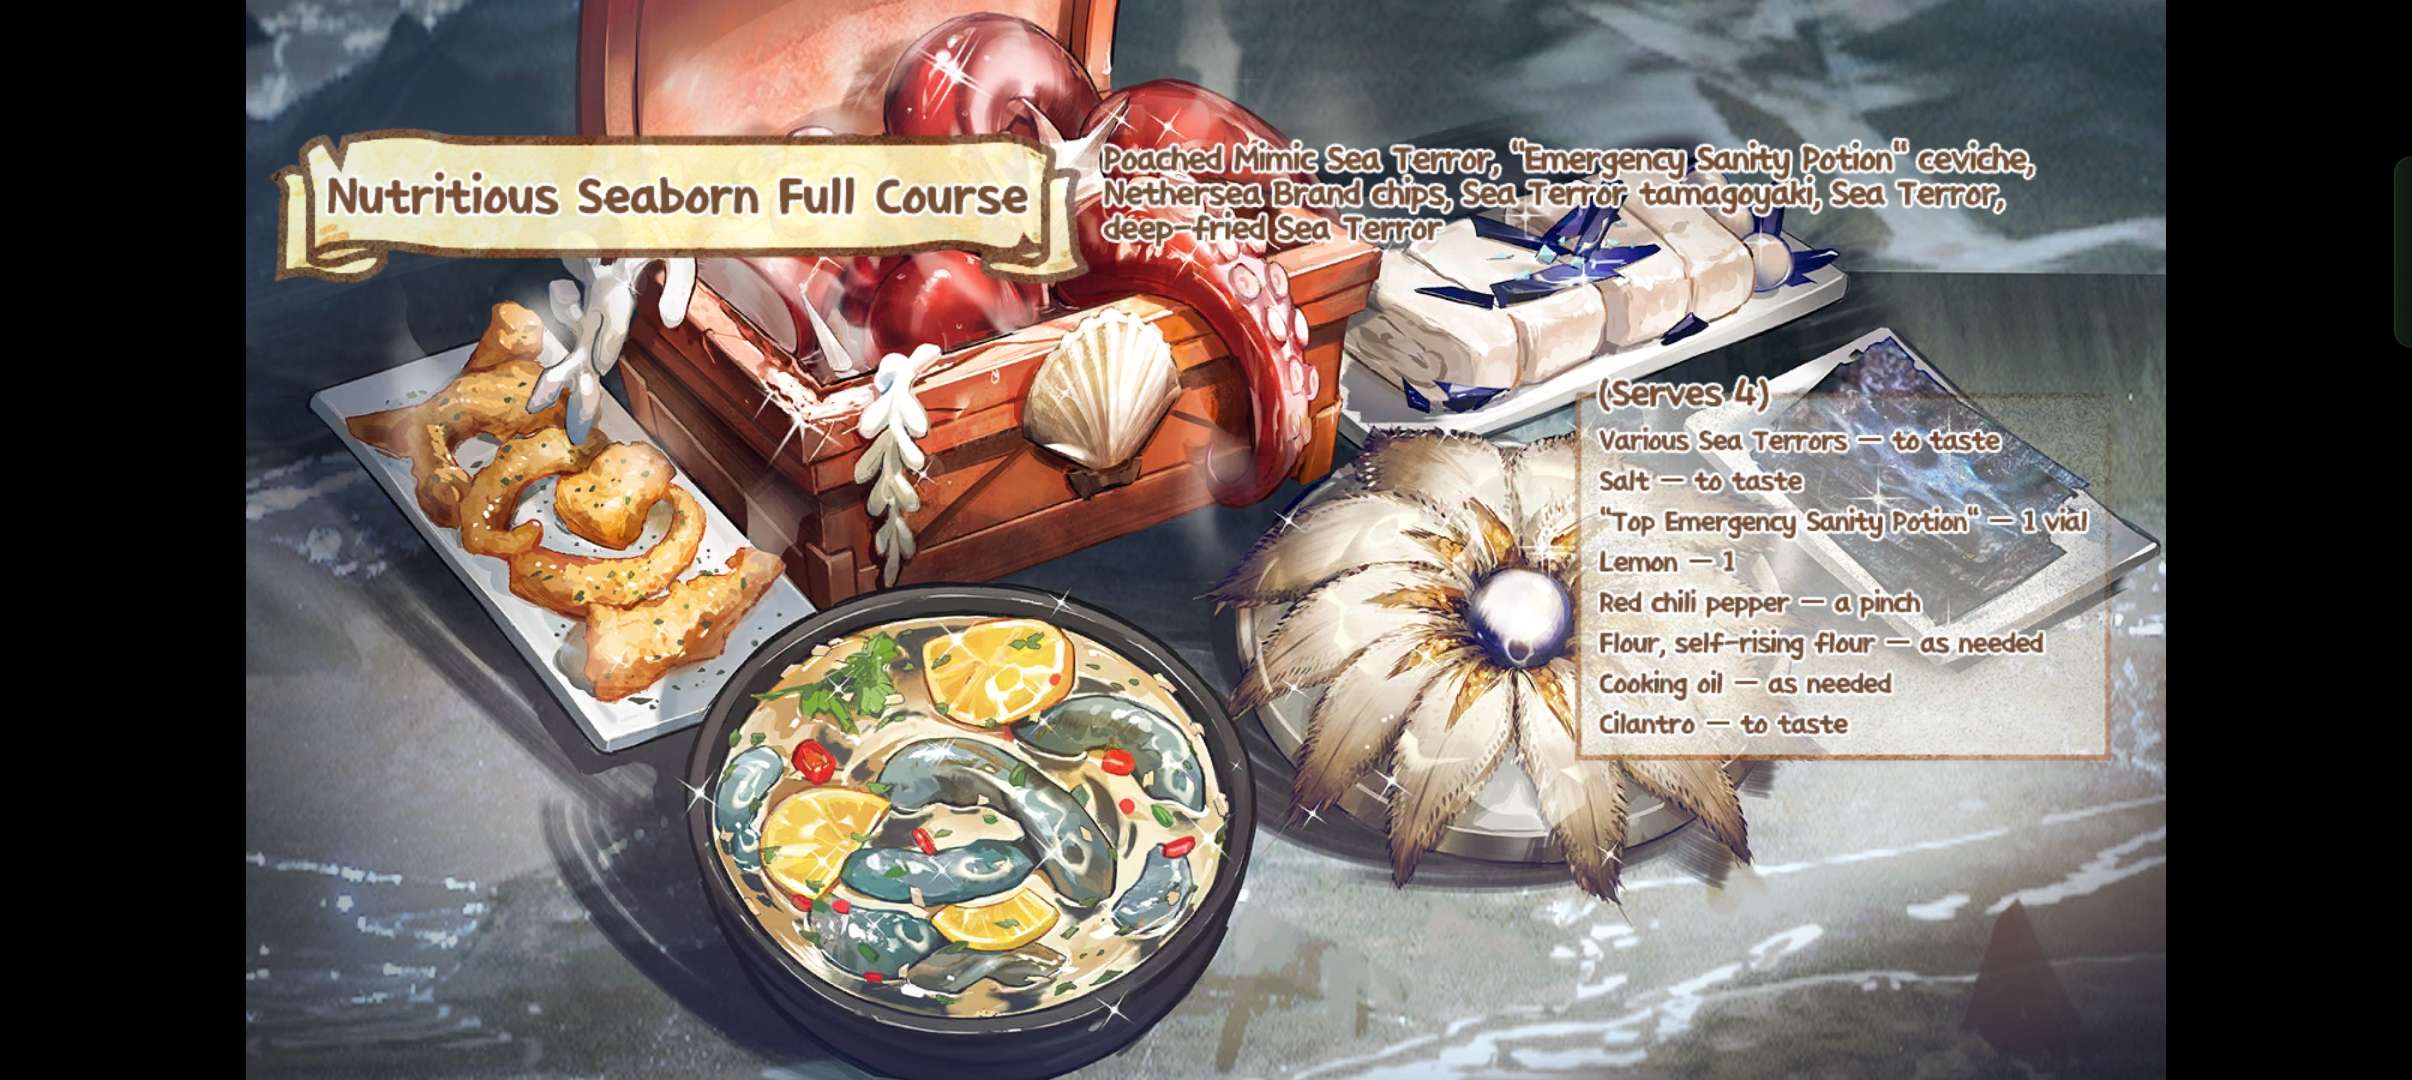 Nutritious Seaborn Full Course
Poached Mimic Sea Terror, "Emergency Sanity Potion" ceviche,
Nethersea Brand chips, Sea Terror tamagoyaki, Sea Terror,
deep-fried Sea Terror
(Serves 4)
Various Sea Terrors — to taste
Salt — to taste
"Top Emergency Sanity Potion" — 1 vial
Lemon — 1
Red chili pepper — a pinch
Flour, self-rising flour — as needed
Cooking oil — as needed
Cilantro — to taste